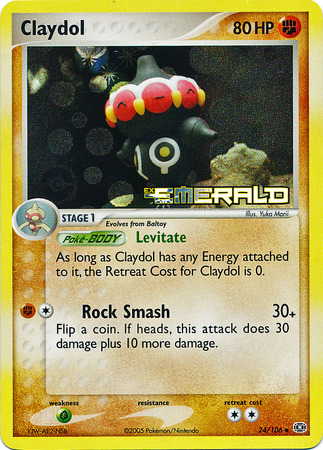 Claydol
80 HP
EX
EMERALD
Illus. Yuka Morii
STAGE 1
Evolves from Baltoy
Poké-BODY Levitate
As long as Claydol has any Energy attached
to it, the Retreat Cost for Claydol is 0.
Rock Smash 30+
Flip a coin. If heads, this attack does 30
damage plus 10 more damage.
weakness resistance retreat cost
©2005 Pokémon/Nintendo
24/106